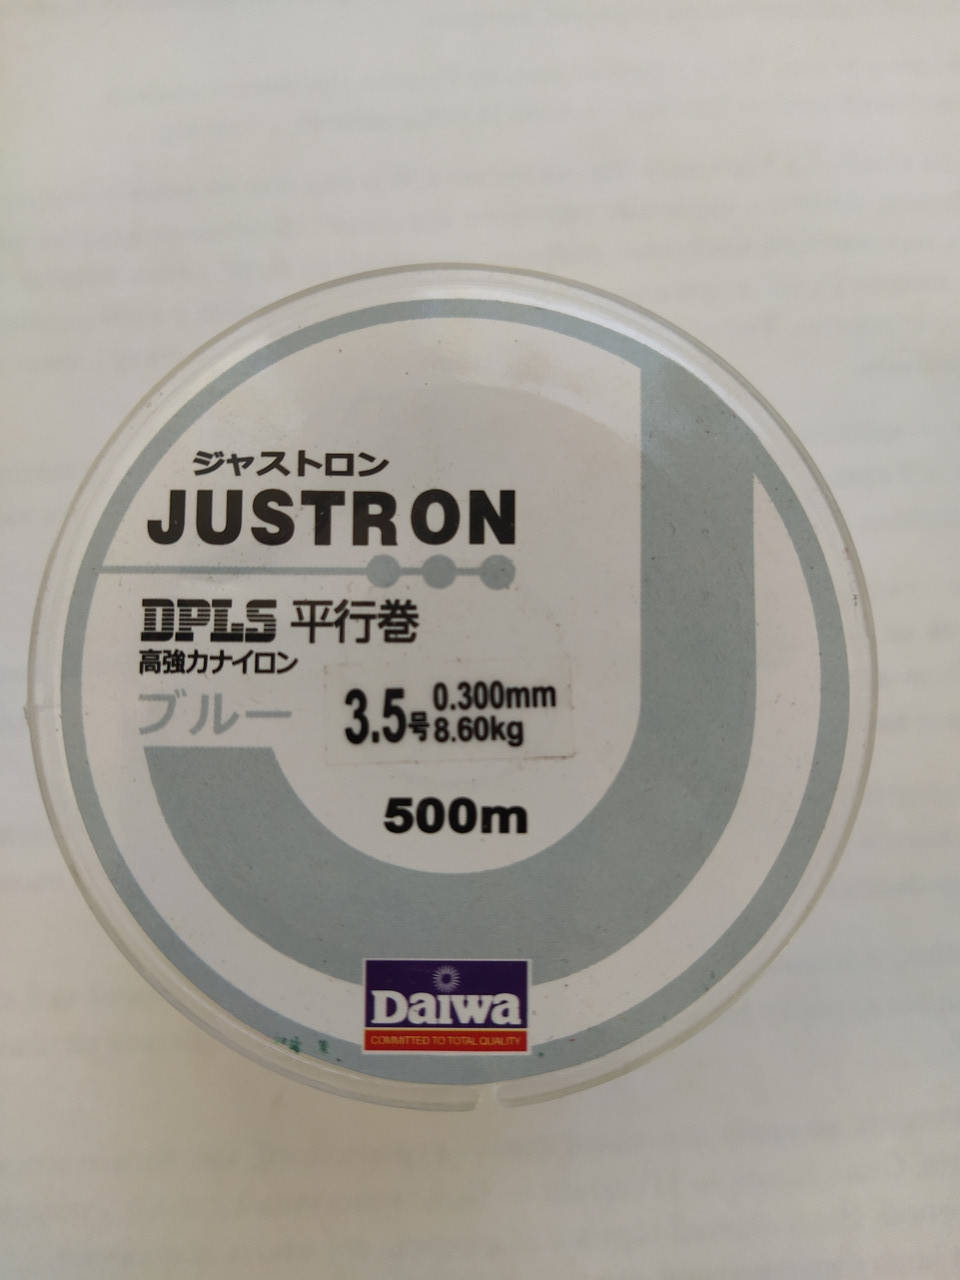 ジャストロン
JUSTRON
DPLS 平行巻
高強力ナイロン
ブルー
3.5号 0.300mm
8.60kg
500m
Daiwa
COMMITTED TO TOTAL QUALITY